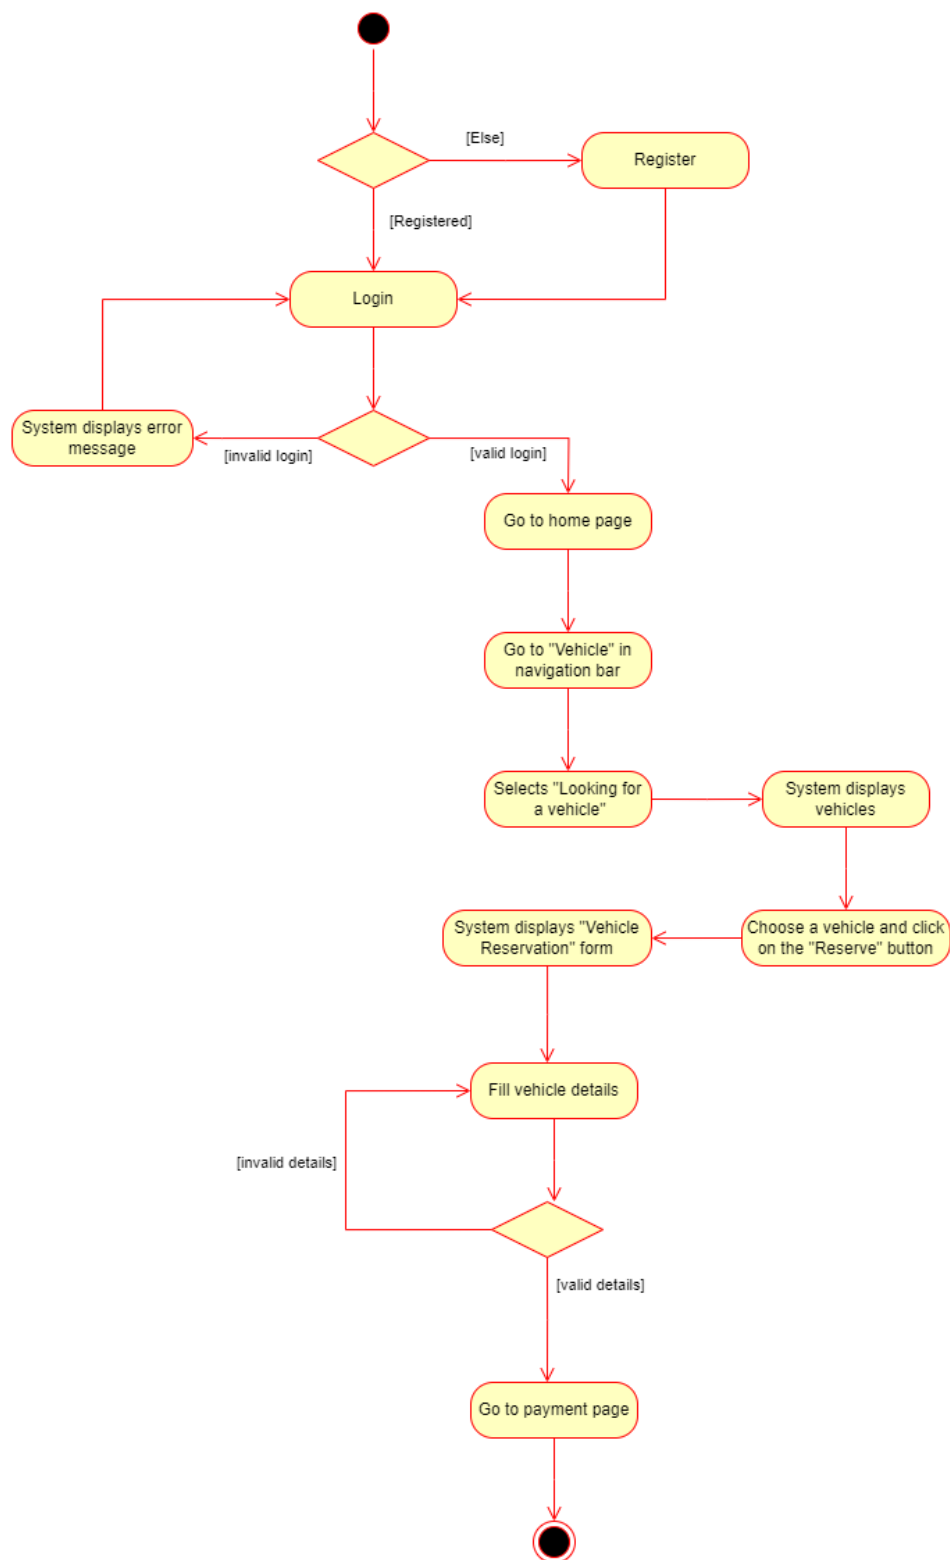 [Else]
Register
[Registered]
Login
System displays error
message
[invalid login]
[valid login]
Go to home page
Go to "Vehicle" in
navigation bar
Selects "Looking for
a vehicle"
System displays
vehicles
System displays "Vehicle
Reservation" form
Choose a vehicle and click
on the "Reserve" button
Fill vehicle details
[invalid details]
[valid details]
Go to payment page